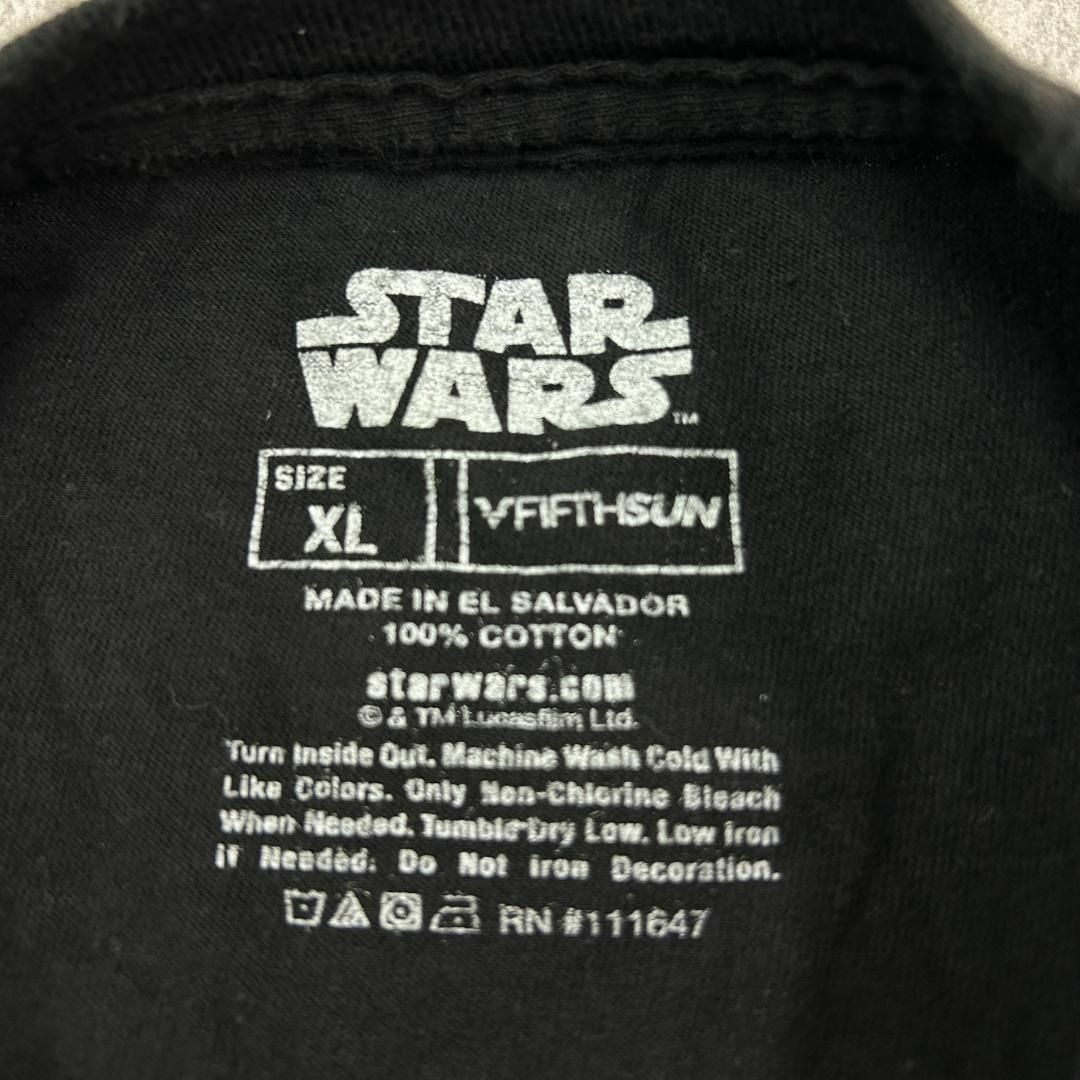 STAR
WARS™
SIZE
XL
FIFTHSUN
MADE IN EL SALVADOR
100% COTTON
starwars.com
© & TM Lucasfilm Ltd.
Turn Inside Out. Machine Wash Cold With
Like Colors. Only Non-Chlorine Bleach
When Needed. Tumble Dry Low. Low Iron
If Needed. Do Not Iron Decoration.
RN #111647